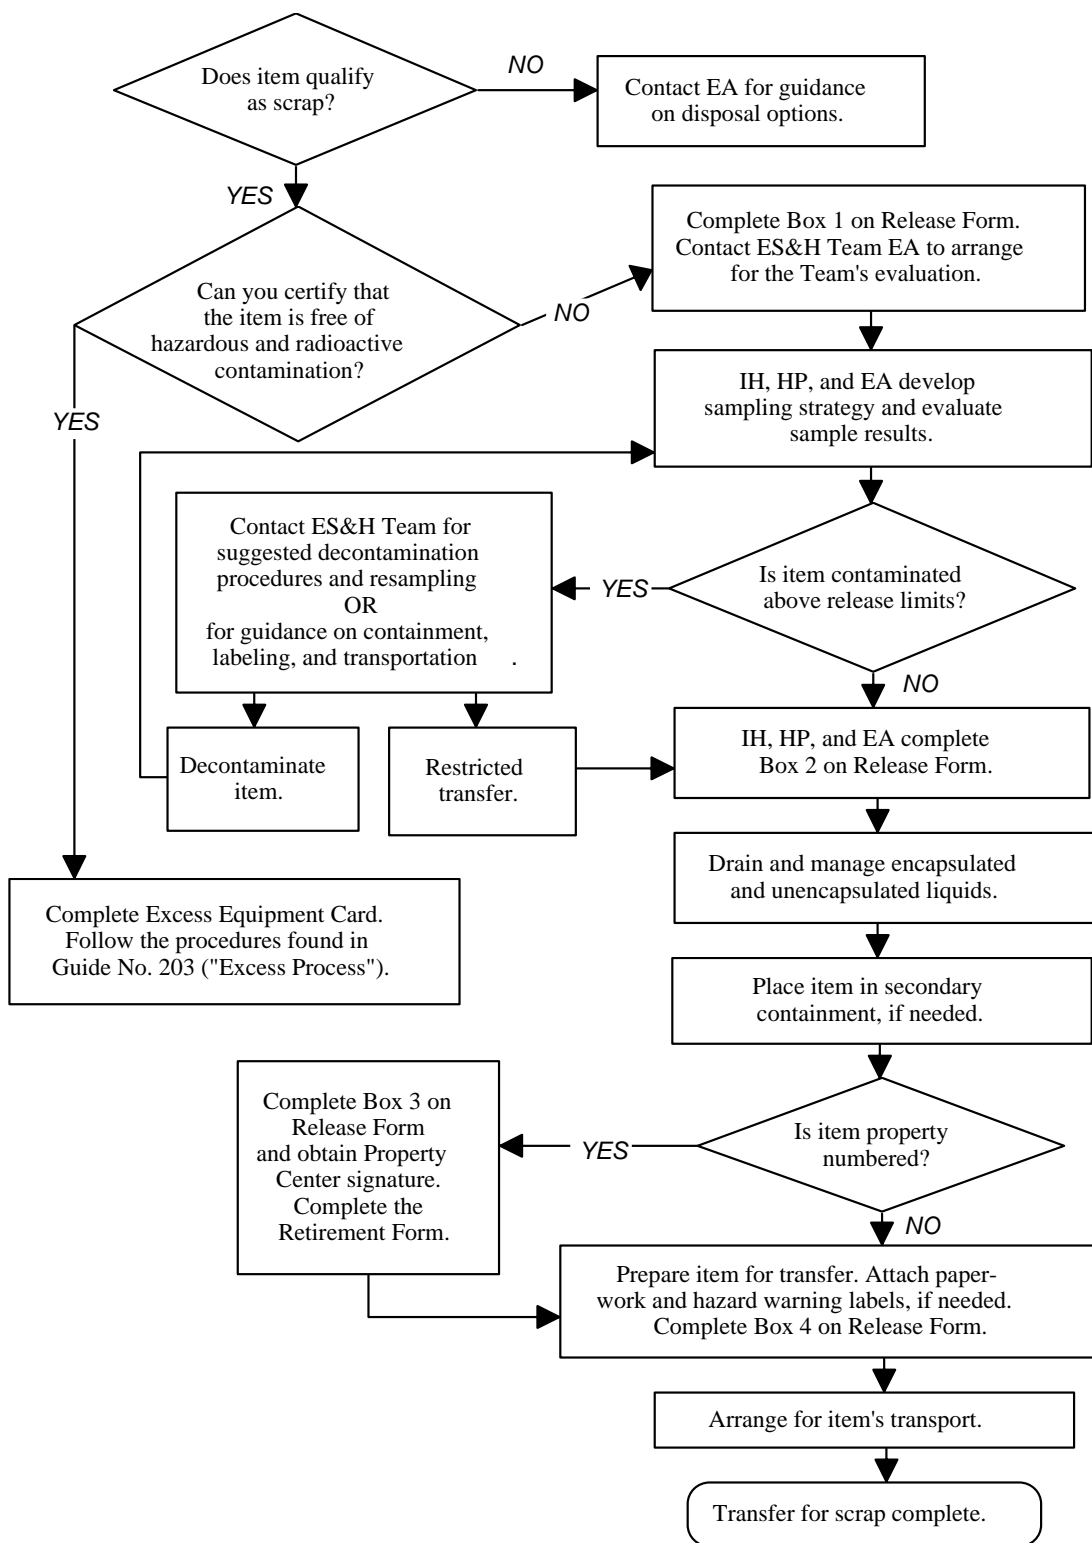 Does item qualify
as scrap?
NO
Contact EA for guidance
on disposal options.
YES
Can you certify that
the item is free of
hazardous and radioactive
contamination?
NO
Complete Box 1 on Release Form.
Contact ES&H Team EA to arrange
for the Team's evaluation.
YES
IH, HP, and EA develop
sampling strategy and evaluate
sample results.
Is item contaminated
above release limits?
YES
Contact ES&H Team for
suggested decontamination
procedures and resampling
OR
for guidance on containment,
labeling, and transportation .
NO
Decontaminate
item.
Restricted
transfer.
IH, HP, and EA complete
Box 2 on Release Form.
Drain and manage encapsulated
and unencapsulated liquids.
Complete Excess Equipment Card.
Follow the procedures found in
Guide No. 203 ("Excess Process").
Place item in secondary
containment, if needed.
Is item property
numbered?
YES
Complete Box 3 on
Release Form
and obtain Property
Center signature.
Complete the
Retirement Form.
NO
Prepare item for transfer. Attach paper-
work and hazard warning labels, if needed.
Complete Box 4 on Release Form.
Arrange for item's transport.
Transfer for scrap complete.